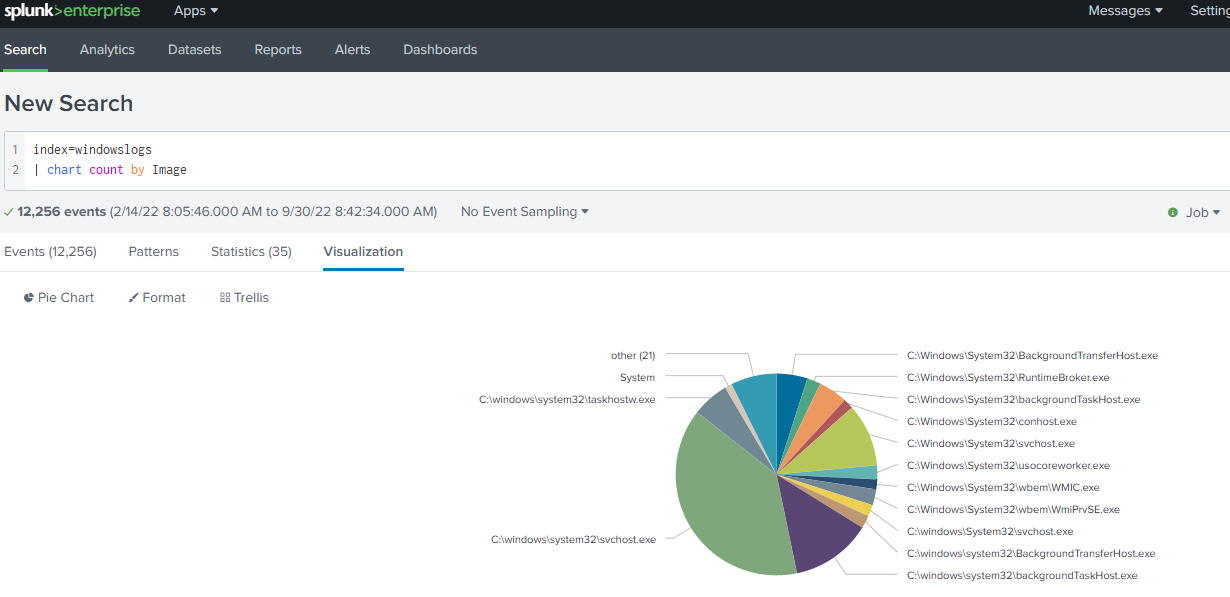 splunk>enterprise Apps Messages Setting
Search Analytics Datasets Reports Alerts Dashboards
New Search
1 index=windowslogs
2 | chart count by Image
12,256 events (2/14/22 8:05:46.000 AM to 9/30/22 8:42:34.000 AM) No Event Sampling Job
Events (12,256) Patterns Statistics (35) Visualization
Pie Chart Format Trellis
other (21)
System
C:\windows\system32\taskhostw.exe
C:\windows\system32\svchost.exe
C:\Windows\System32\BackgroundTransferHost.exe
C:\Windows\System32\RuntimeBroker.exe
C:\Windows\System32\backgroundTaskHost.exe
C:\Windows\System32\conhost.exe
C:\Windows\System32\svchost.exe
C:\Windows\System32\usocoreworker.exe
C:\Windows\System32\wbem\WMIC.exe
C:\Windows\System32\wbem\WmiPrvSE.exe
C:\windows\System32\svchost.exe
C:\windows\system32\BackgroundTransferHost.exe
C:\windows\system32\backgroundTaskHost.exe